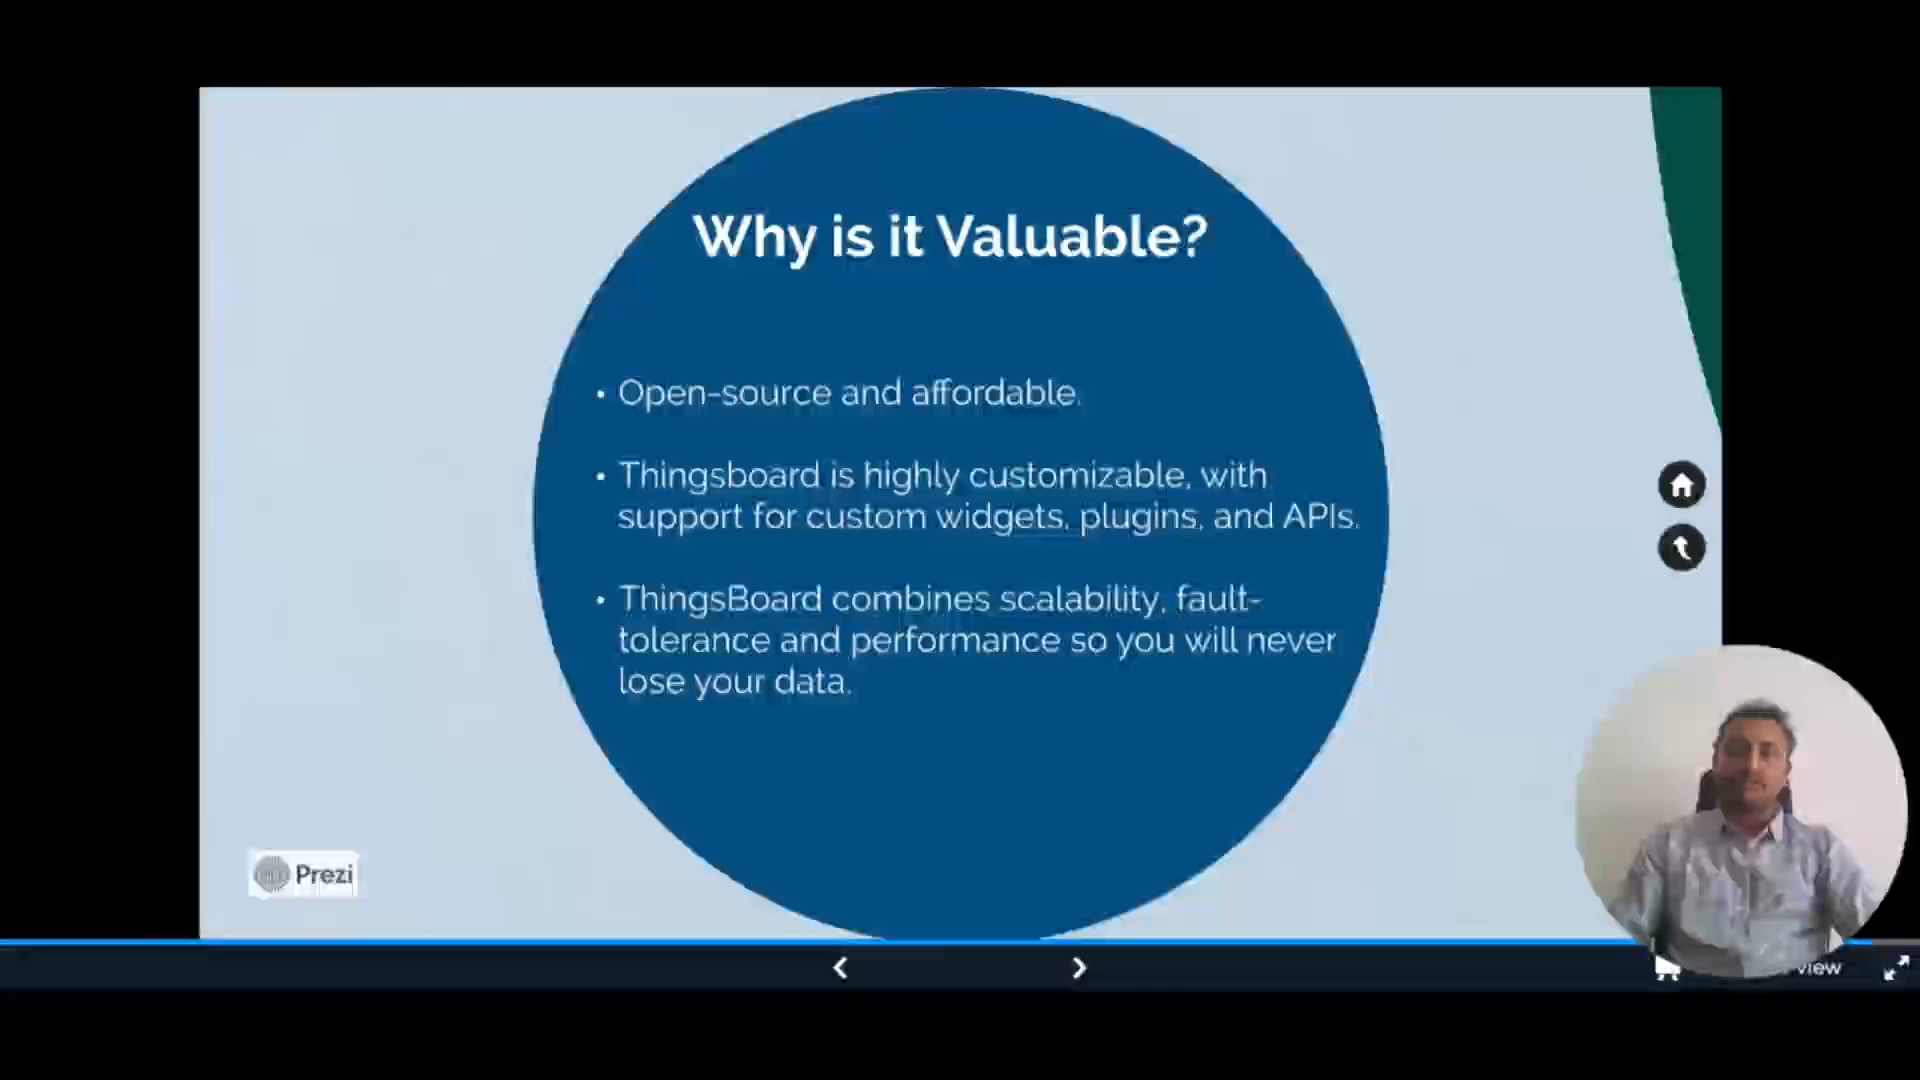 Why is it Valuable?
• Open-source and affordable.
• Thingsboard is highly customizable, with
support for custom widgets, plugins, and APIs.
• ThingsBoard combines scalability, fault-
tolerance and performance so you will never
lose your data.
Prezi
view